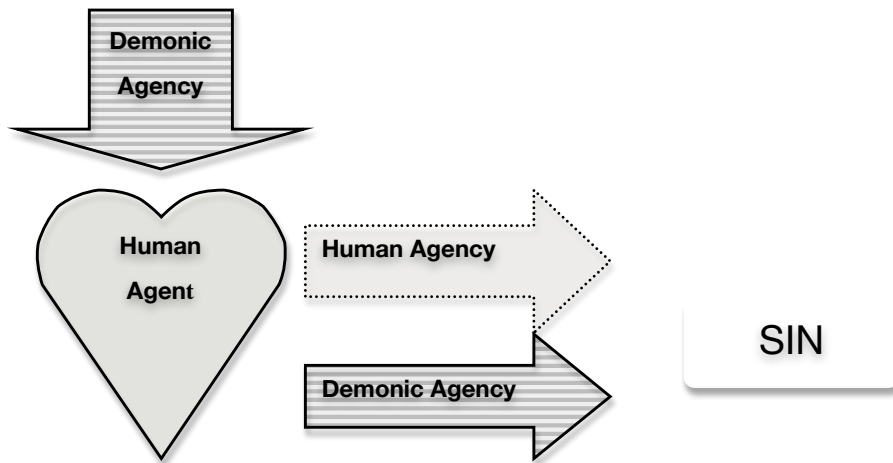 Demonic
Agency
Human
Agent
Human Agency
Demonic Agency
SIN